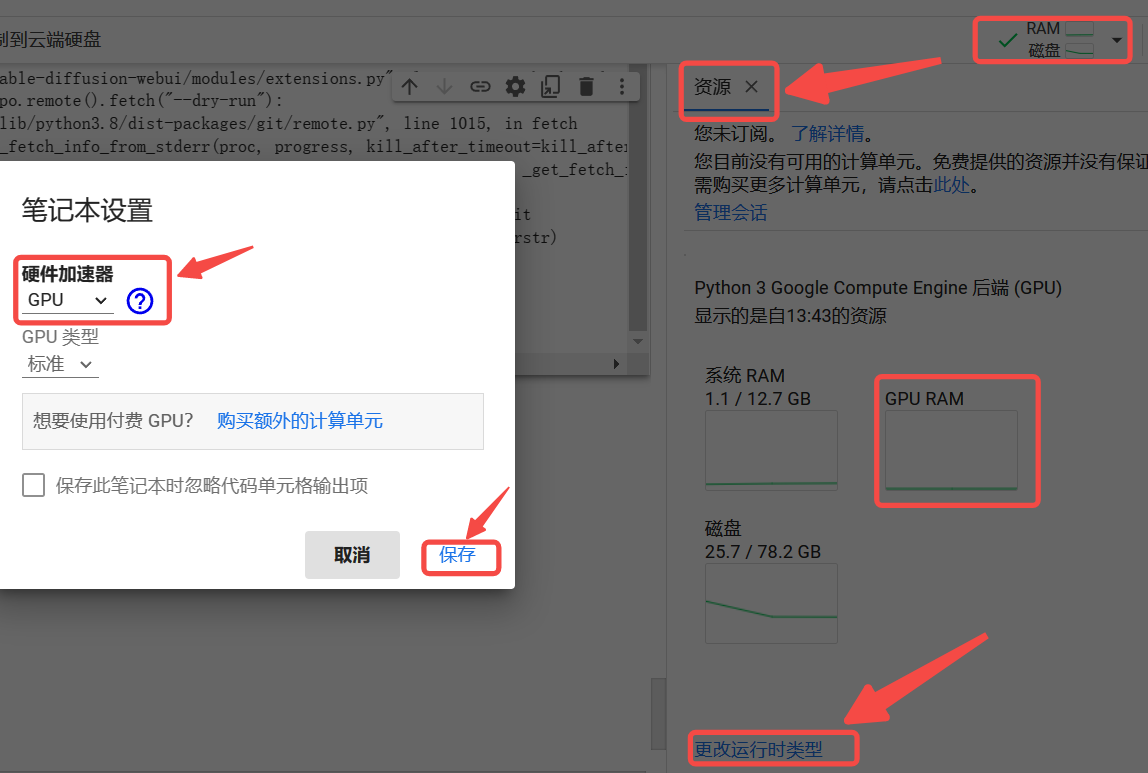 制到云端硬盘
RAM
磁盘
able-diffusion-webui/modules/extensions.py"
po.remote().fetch("--dry-run"):
lib/python3.8/dist-packages/git/remote.py", line 1015, in fetch
_fetch_info_from_stderr(proc, progress, kill_after_timeout=kill_after
_get_fetch_
it
rstr)
笔记本设置
硬件加速器
GPU ?
GPU 类型
标准
想要使用付费 GPU? 购买额外的计算单元
保存此笔记本时忽略代码单元格输出项
取消 保存
资源 ×
您未订阅。 了解详情。
您目前没有可用的计算单元。免费提供的资源并没有保证
需购买更多计算单元，请点击此处。
管理会话
Python 3 Google Compute Engine 后端 (GPU)
显示的是自13:43的资源
系统 RAM
1.1 / 12.7 GB
GPU RAM
磁盘
25.7 / 78.2 GB
更改运行时类型